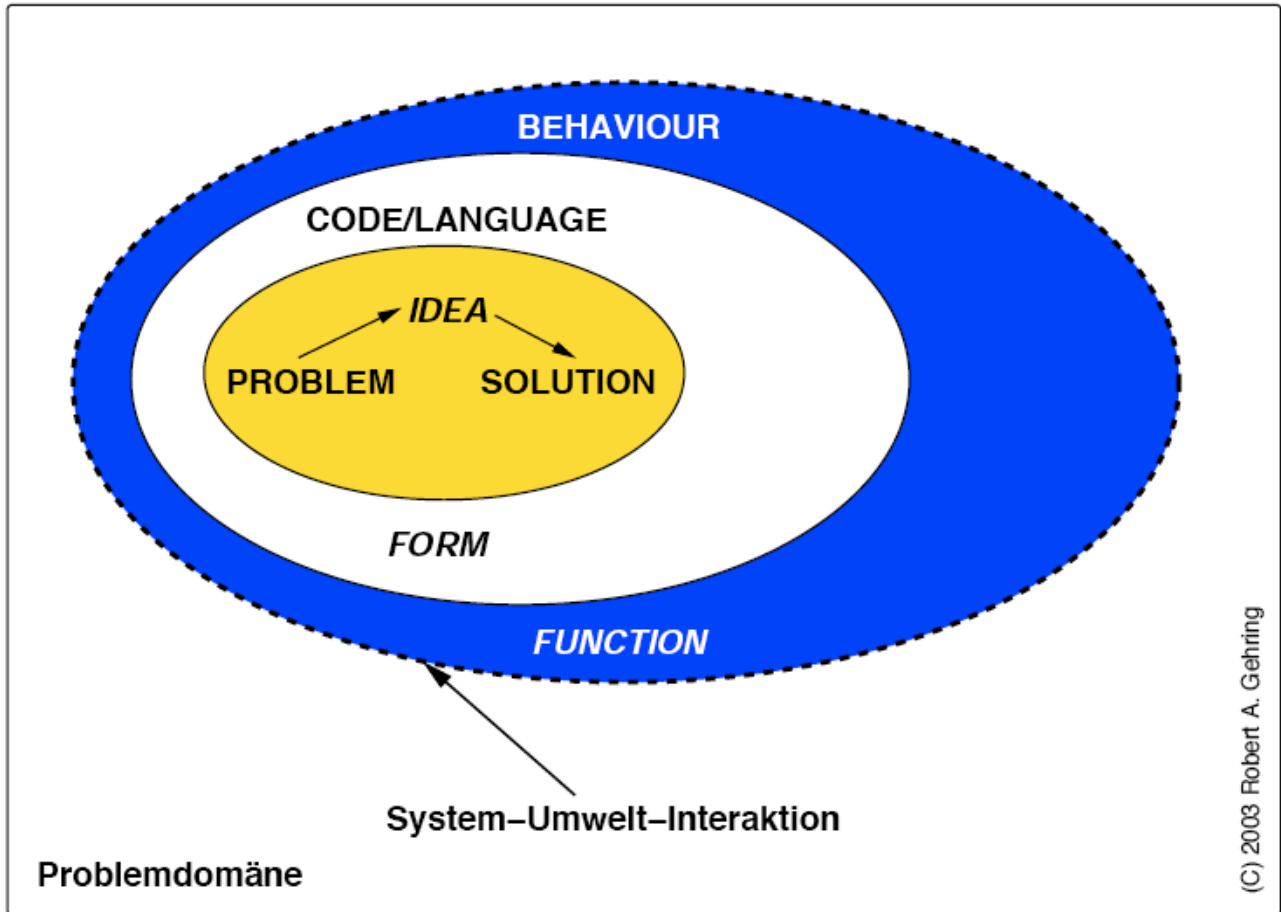 BEHAVIOUR
CODE/LANGUAGE
IDEA
PROBLEM
SOLUTION
FORM
FUNCTION
System–Umwelt–Interaktion
Problemdomäne
(C) 2003 Robert A. Gehring